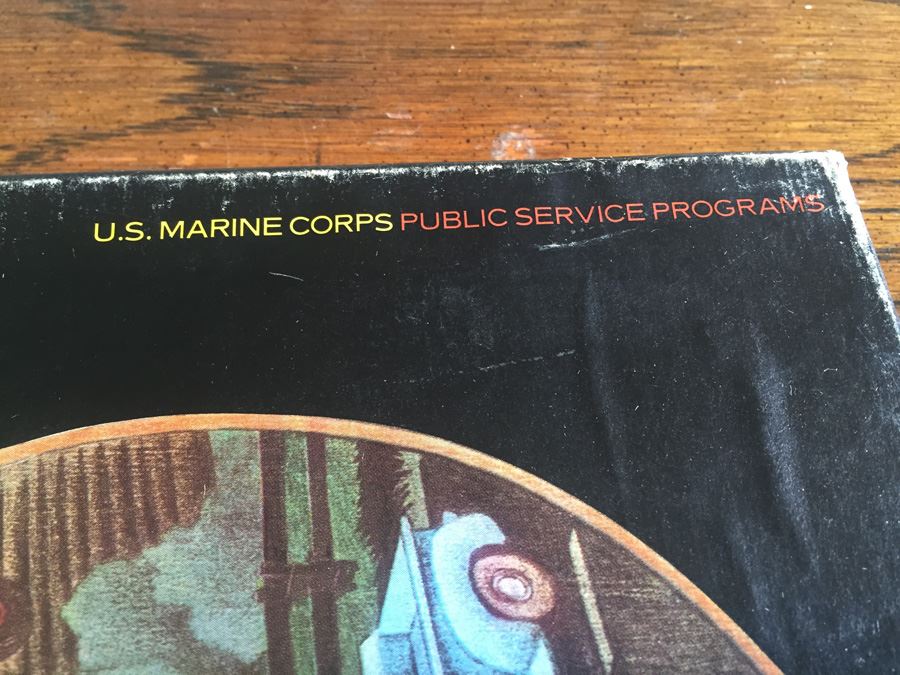 U.S. MARINE CORPS PUBLIC SERVICE PROGRAMS